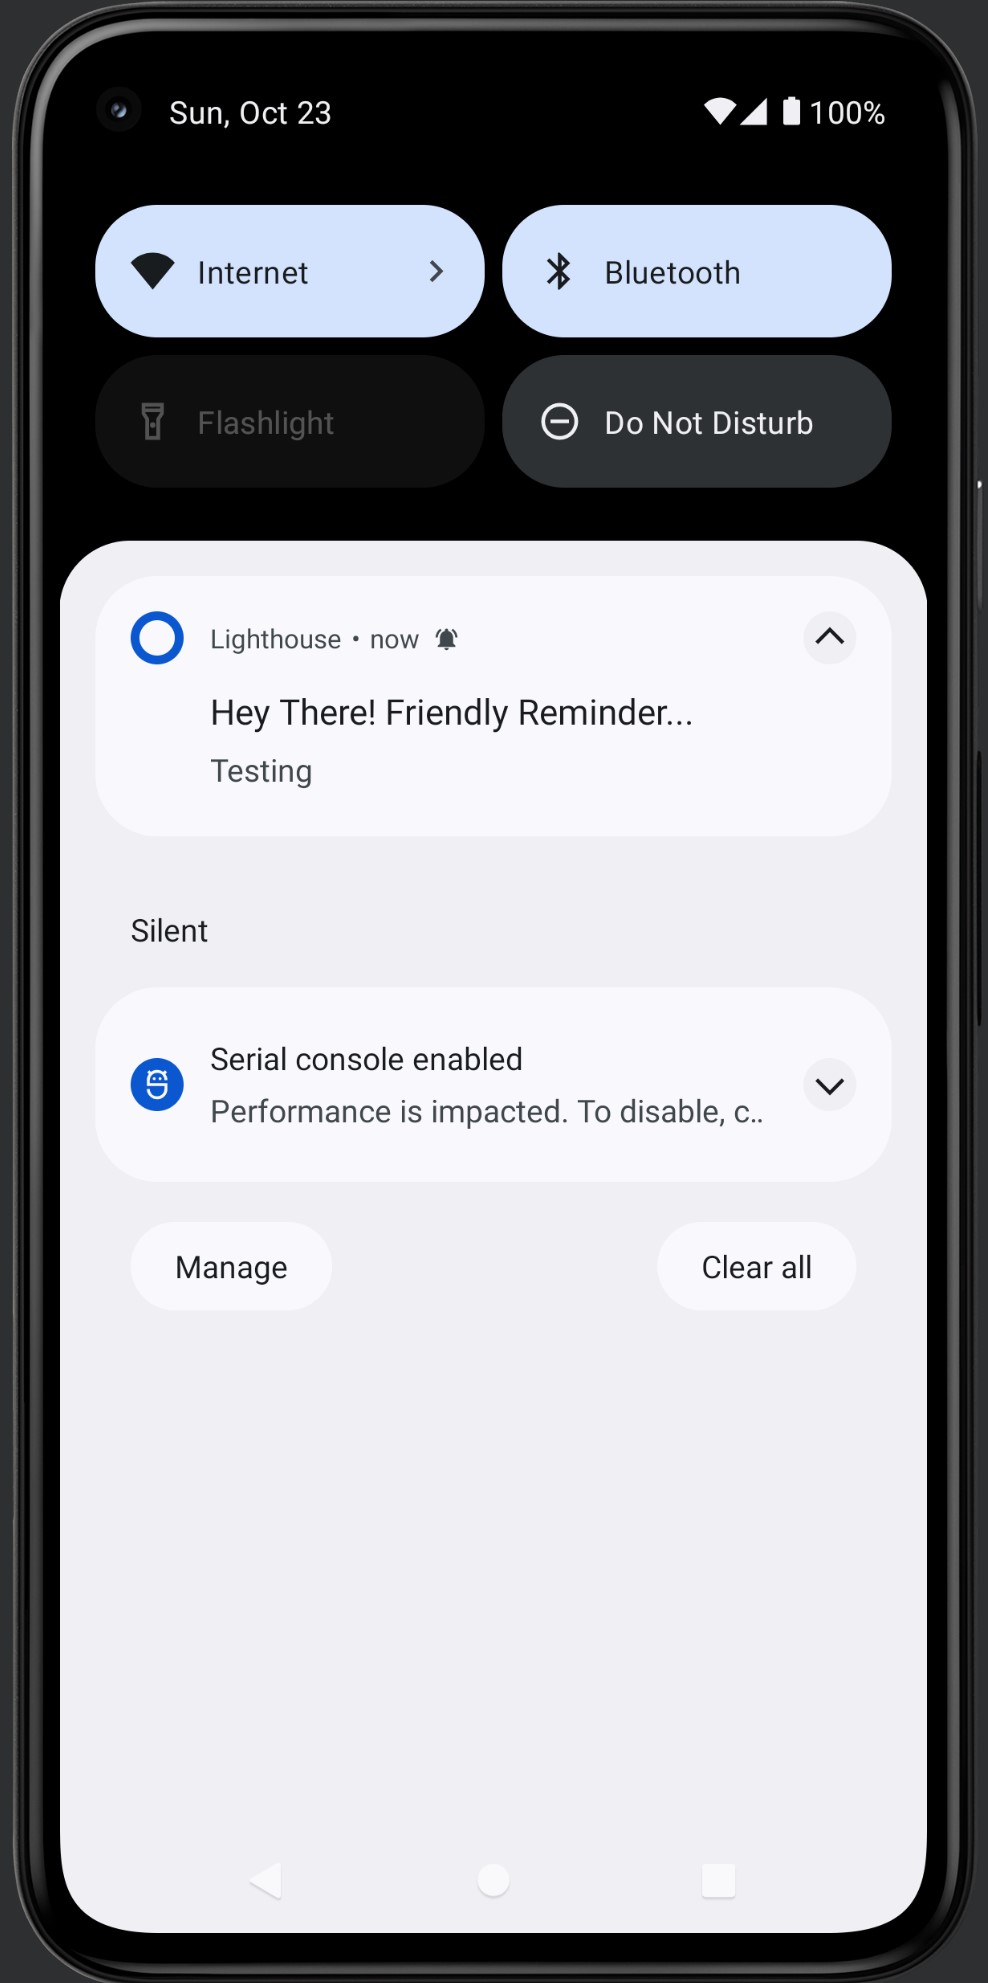 Sun, Oct 23
100%
Internet
Bluetooth
Flashlight
Do Not Disturb
Lighthouse • now
Hey There! Friendly Reminder...
Testing
Silent
Serial console enabled
Performance is impacted. To disable, c..
Manage
Clear all